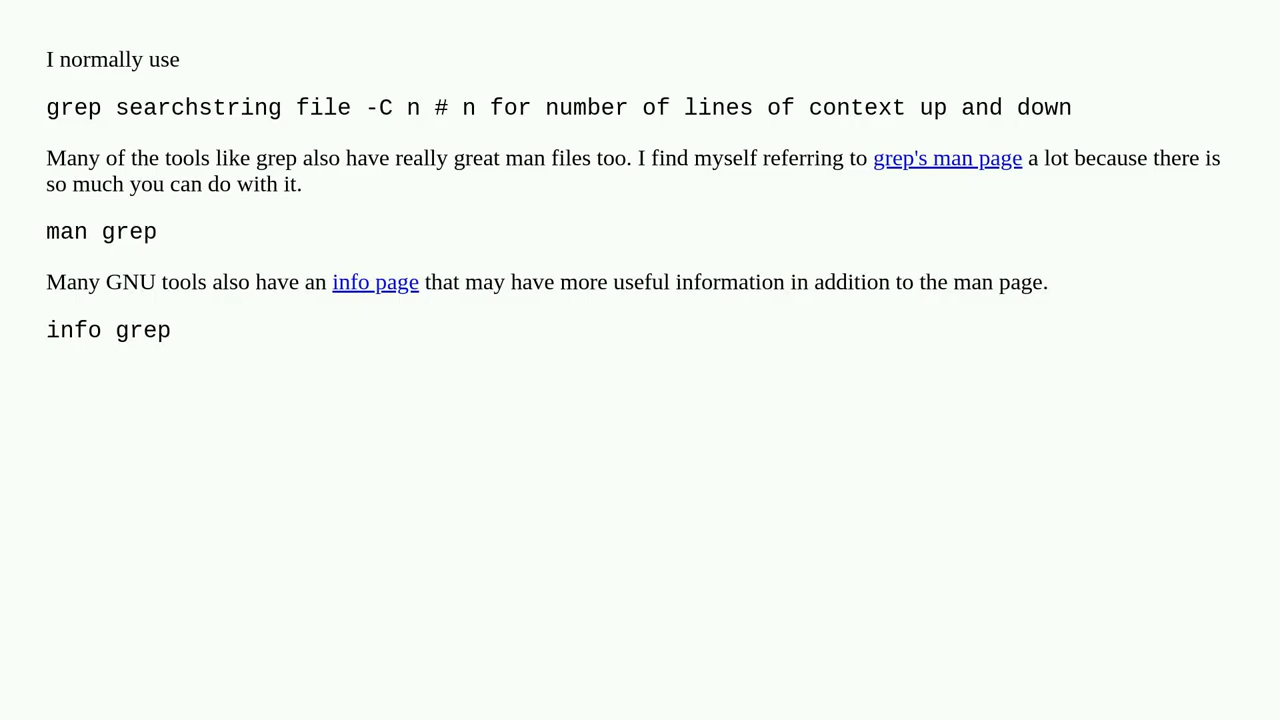 I normally use
grep searchstring file -C n # n for number of lines of context up and down
Many of the tools like grep also have really great man files too. I find myself referring to grep's man page a lot because there is
so much you can do with it.
man grep
Many GNU tools also have an info page that may have more useful information in addition to the man page.
info grep